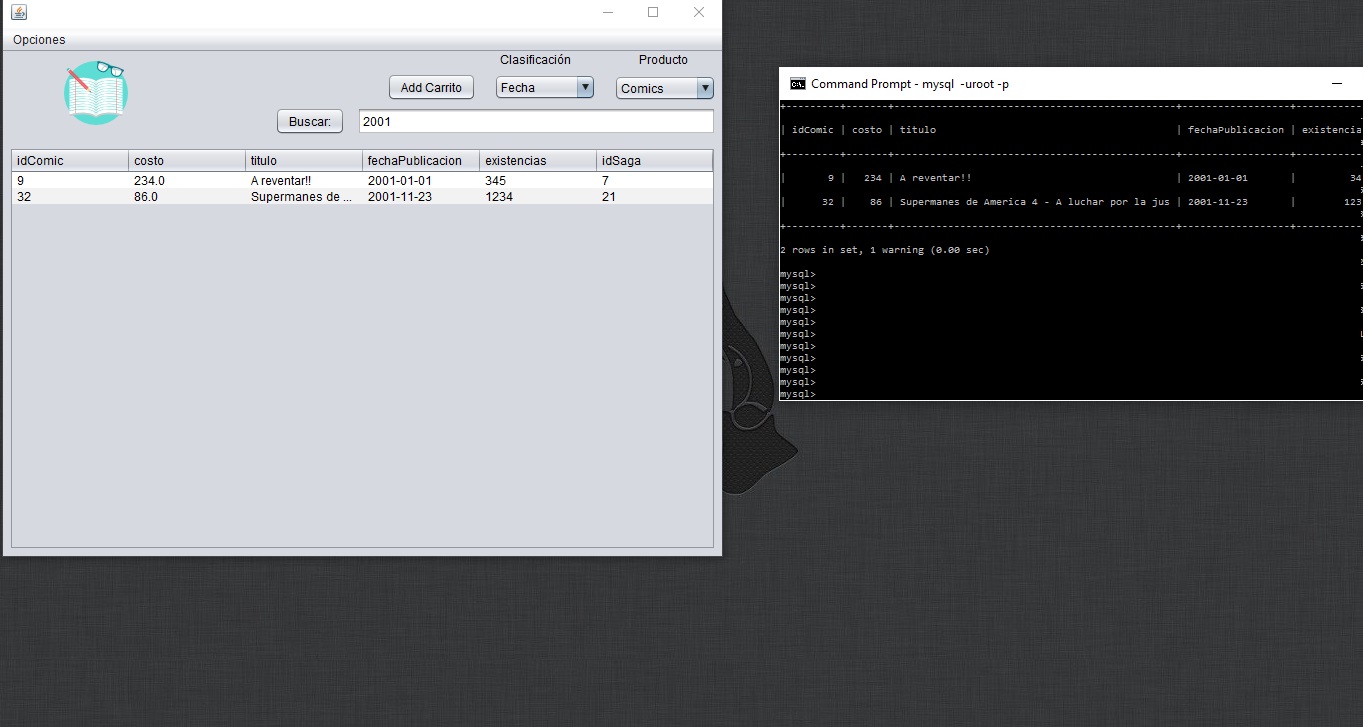 Opciones
Clasificación Producto
Add Carrito Fecha Comics
Buscar: 2001
idComic costo titulo fechaPublicacion existencias idSaga
9 234.0 A reventar!! 2001-01-01 345 7
32 86.0 Supermanes de ... 2001-11-23 1234 21
Command Prompt - mysql -uroot -p
| idComic | costo | titulo | fechaPublicacion | existencia
| 9 | 234 | A reventar!! | 2001-01-01 | 34
| 32 | 86 | Supermanes de America 4 - A luchar por la jus | 2001-11-23 | 123
2 rows in set, 1 warning (0.00 sec)
mysql>
mysql>
mysql>
mysql>
mysql>
mysql>
mysql>
mysql>
mysql>
mysql>
mysql>